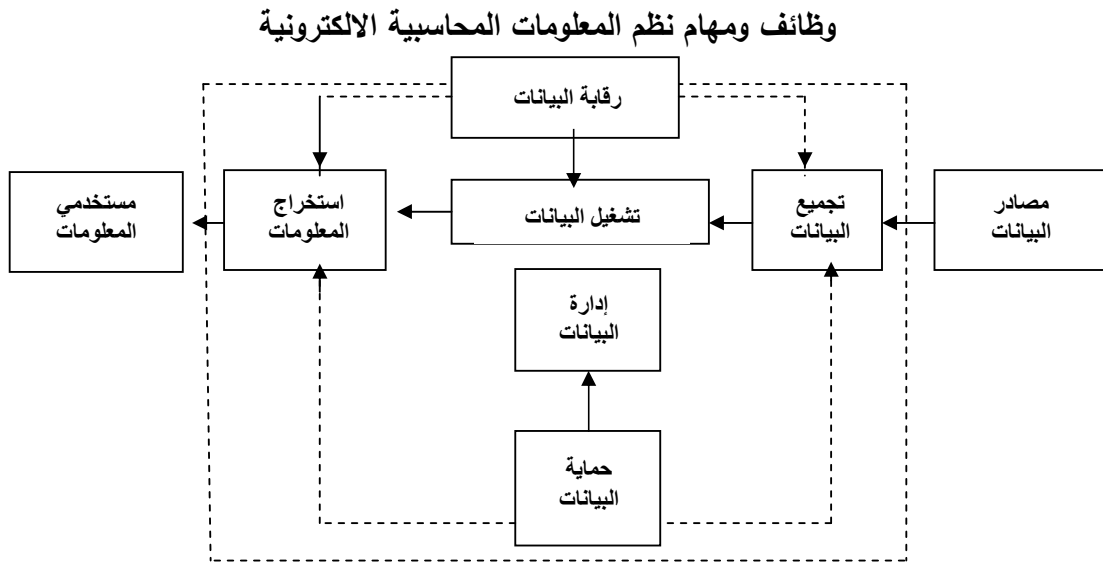 وظائف ومهام نظم المعلومات المحاسبية الالكترونية
رقابة البيانات
مصادر
البيانات
تجميع
البيانات
تشغيل البيانات
استخراج
المعلومات
مستخدمي
المعلومات
إدارة
البيانات
حماية
البيانات